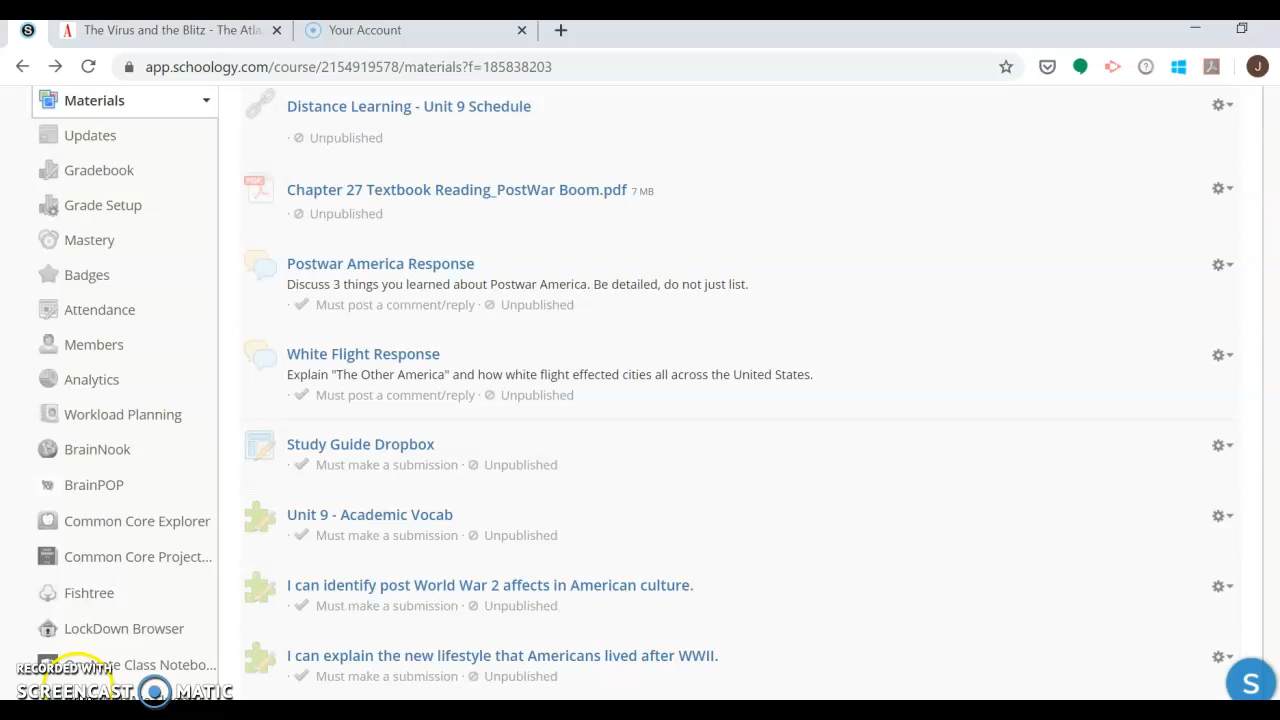 S
The Virus and the Blitz - The Atla
Your Account
app.schoology.com/course/2154919578/materials?f=185838203
J
Materials
Updates
Gradebook
Grade Setup
Mastery
Badges
Attendance
Members
Analytics
Workload Planning
BrainNook
BrainPOP
Common Core Explorer
Common Core Project...
Fishtree
LockDown Browser
Class Notebo...
Distance Learning - Unit 9 Schedule
· Unpublished
PDF
Chapter 27 Textbook Reading_PostWar Boom.pdf 7 MB
· Unpublished
Postwar America Response
Discuss 3 things you learned about Postwar America. Be detailed, do not just list.
· Must post a comment/reply · Unpublished
White Flight Response
Explain "The Other America" and how white flight effected cities all across the United States.
· Must post a comment/reply · Unpublished
Study Guide Dropbox
· Must make a submission · Unpublished
Unit 9 - Academic Vocab
· Must make a submission · Unpublished
I can identify post World War 2 affects in American culture.
· Must make a submission · Unpublished
I can explain the new lifestyle that Americans lived after WWII.
· Must make a submission · Unpublished
S
RECORDED WITH
SCREENCAST MATIC